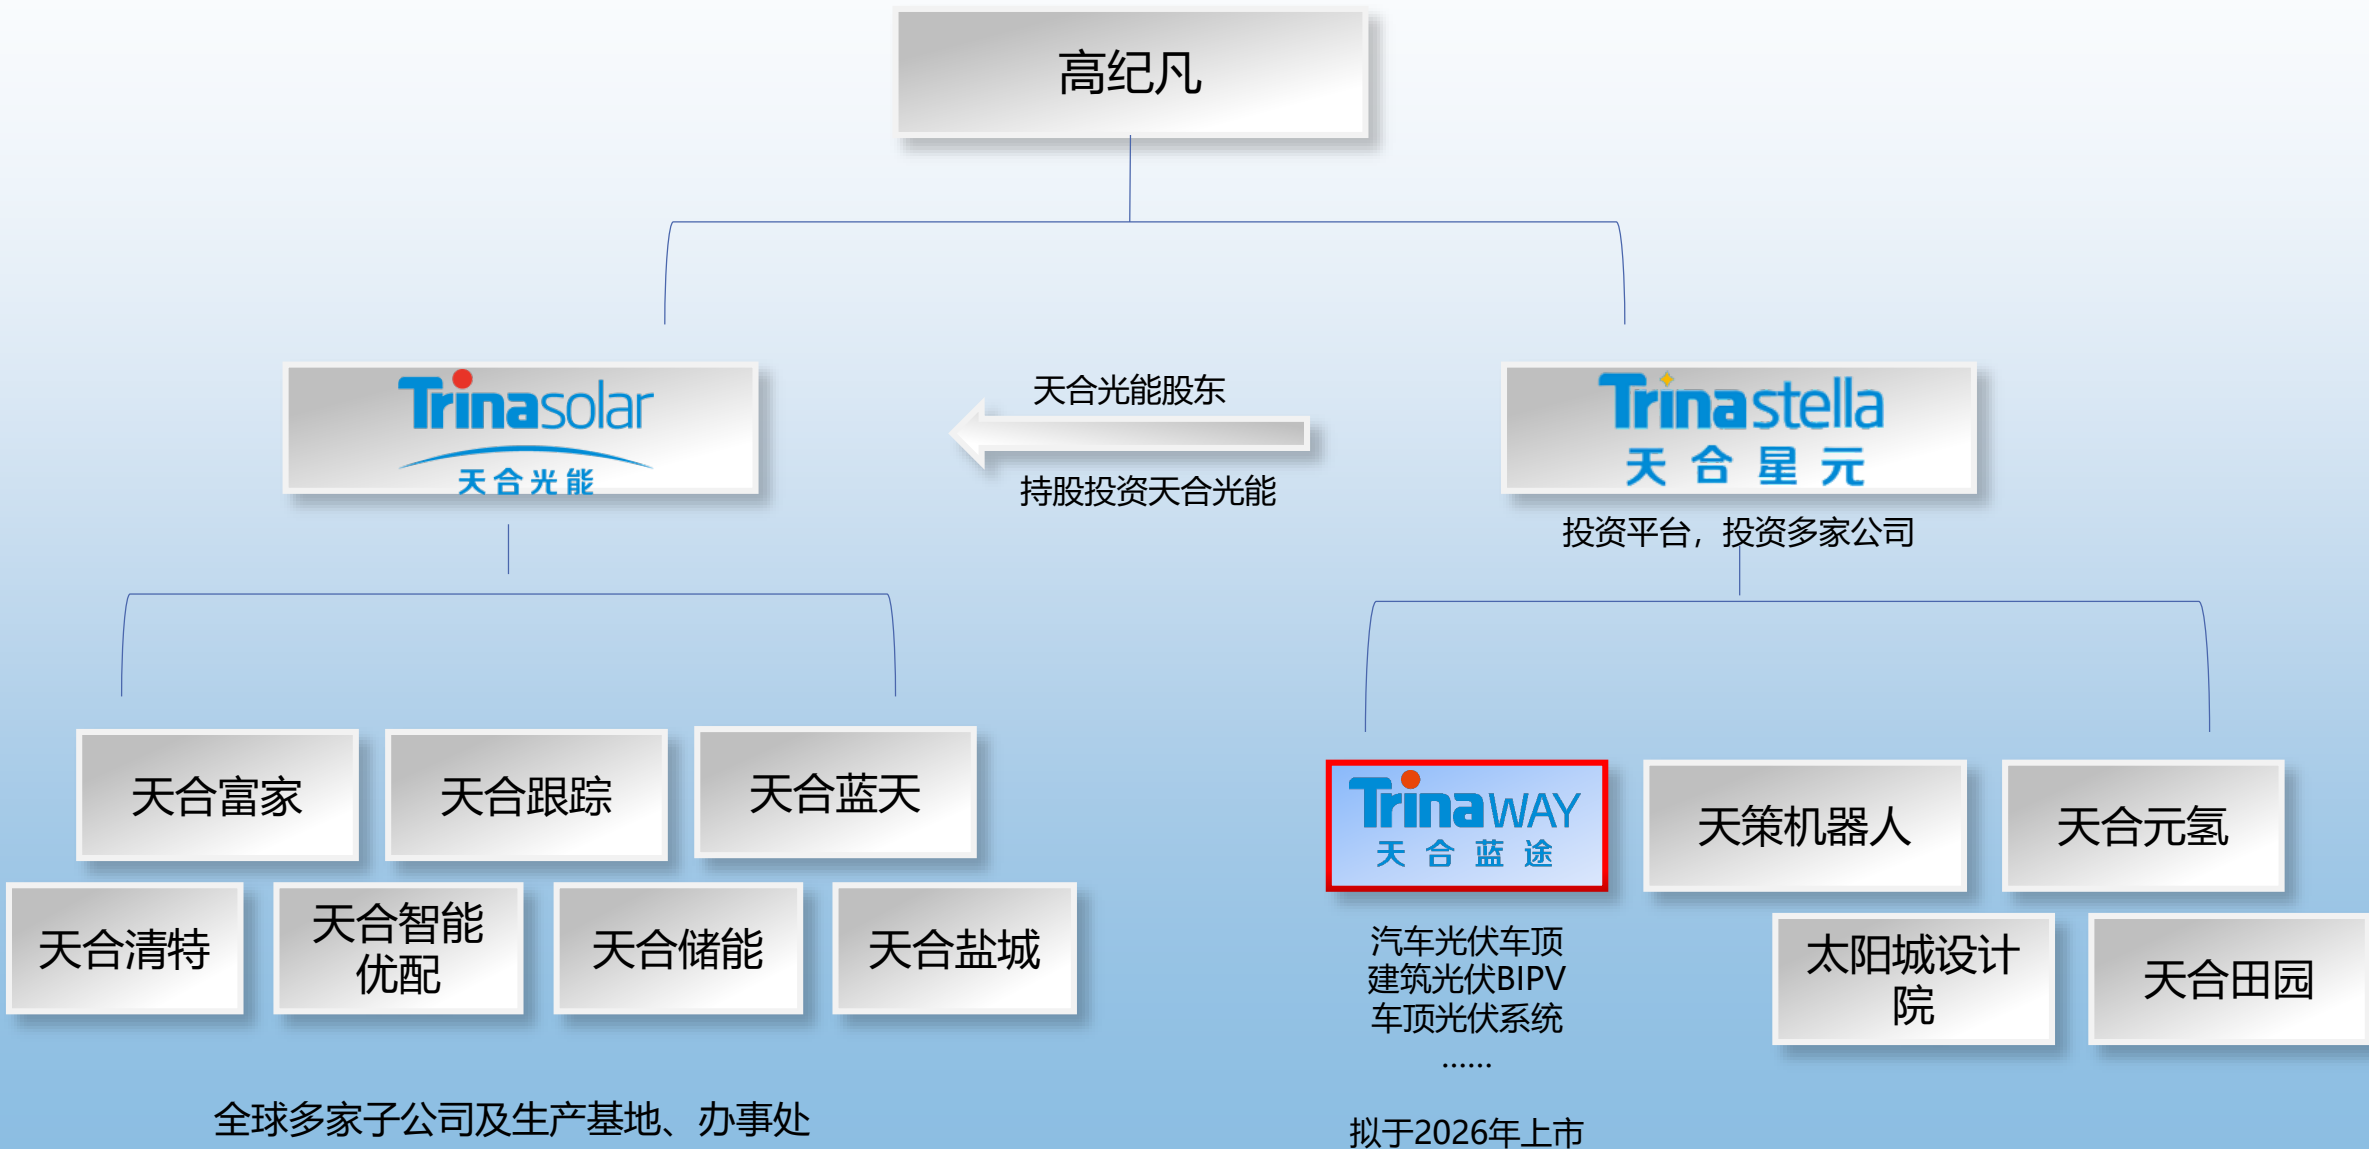 高纪凡
Trinasolar
天合光能
天合光能股东
持股投资天合光能
Trinastella
天合星元
投资平台，投资多家公司
天合富家
天合跟踪
天合蓝天
天合清特
天合智能
优配
天合储能
天合盐城
全球多家子公司及生产基地、办事处
TrinaWAY
天合蓝途
汽车光伏车顶
建筑光伏BIPV
车顶光伏系统
……
拟于2026年上市
天策机器人
天合元氢
太阳城设计
院
天合田园